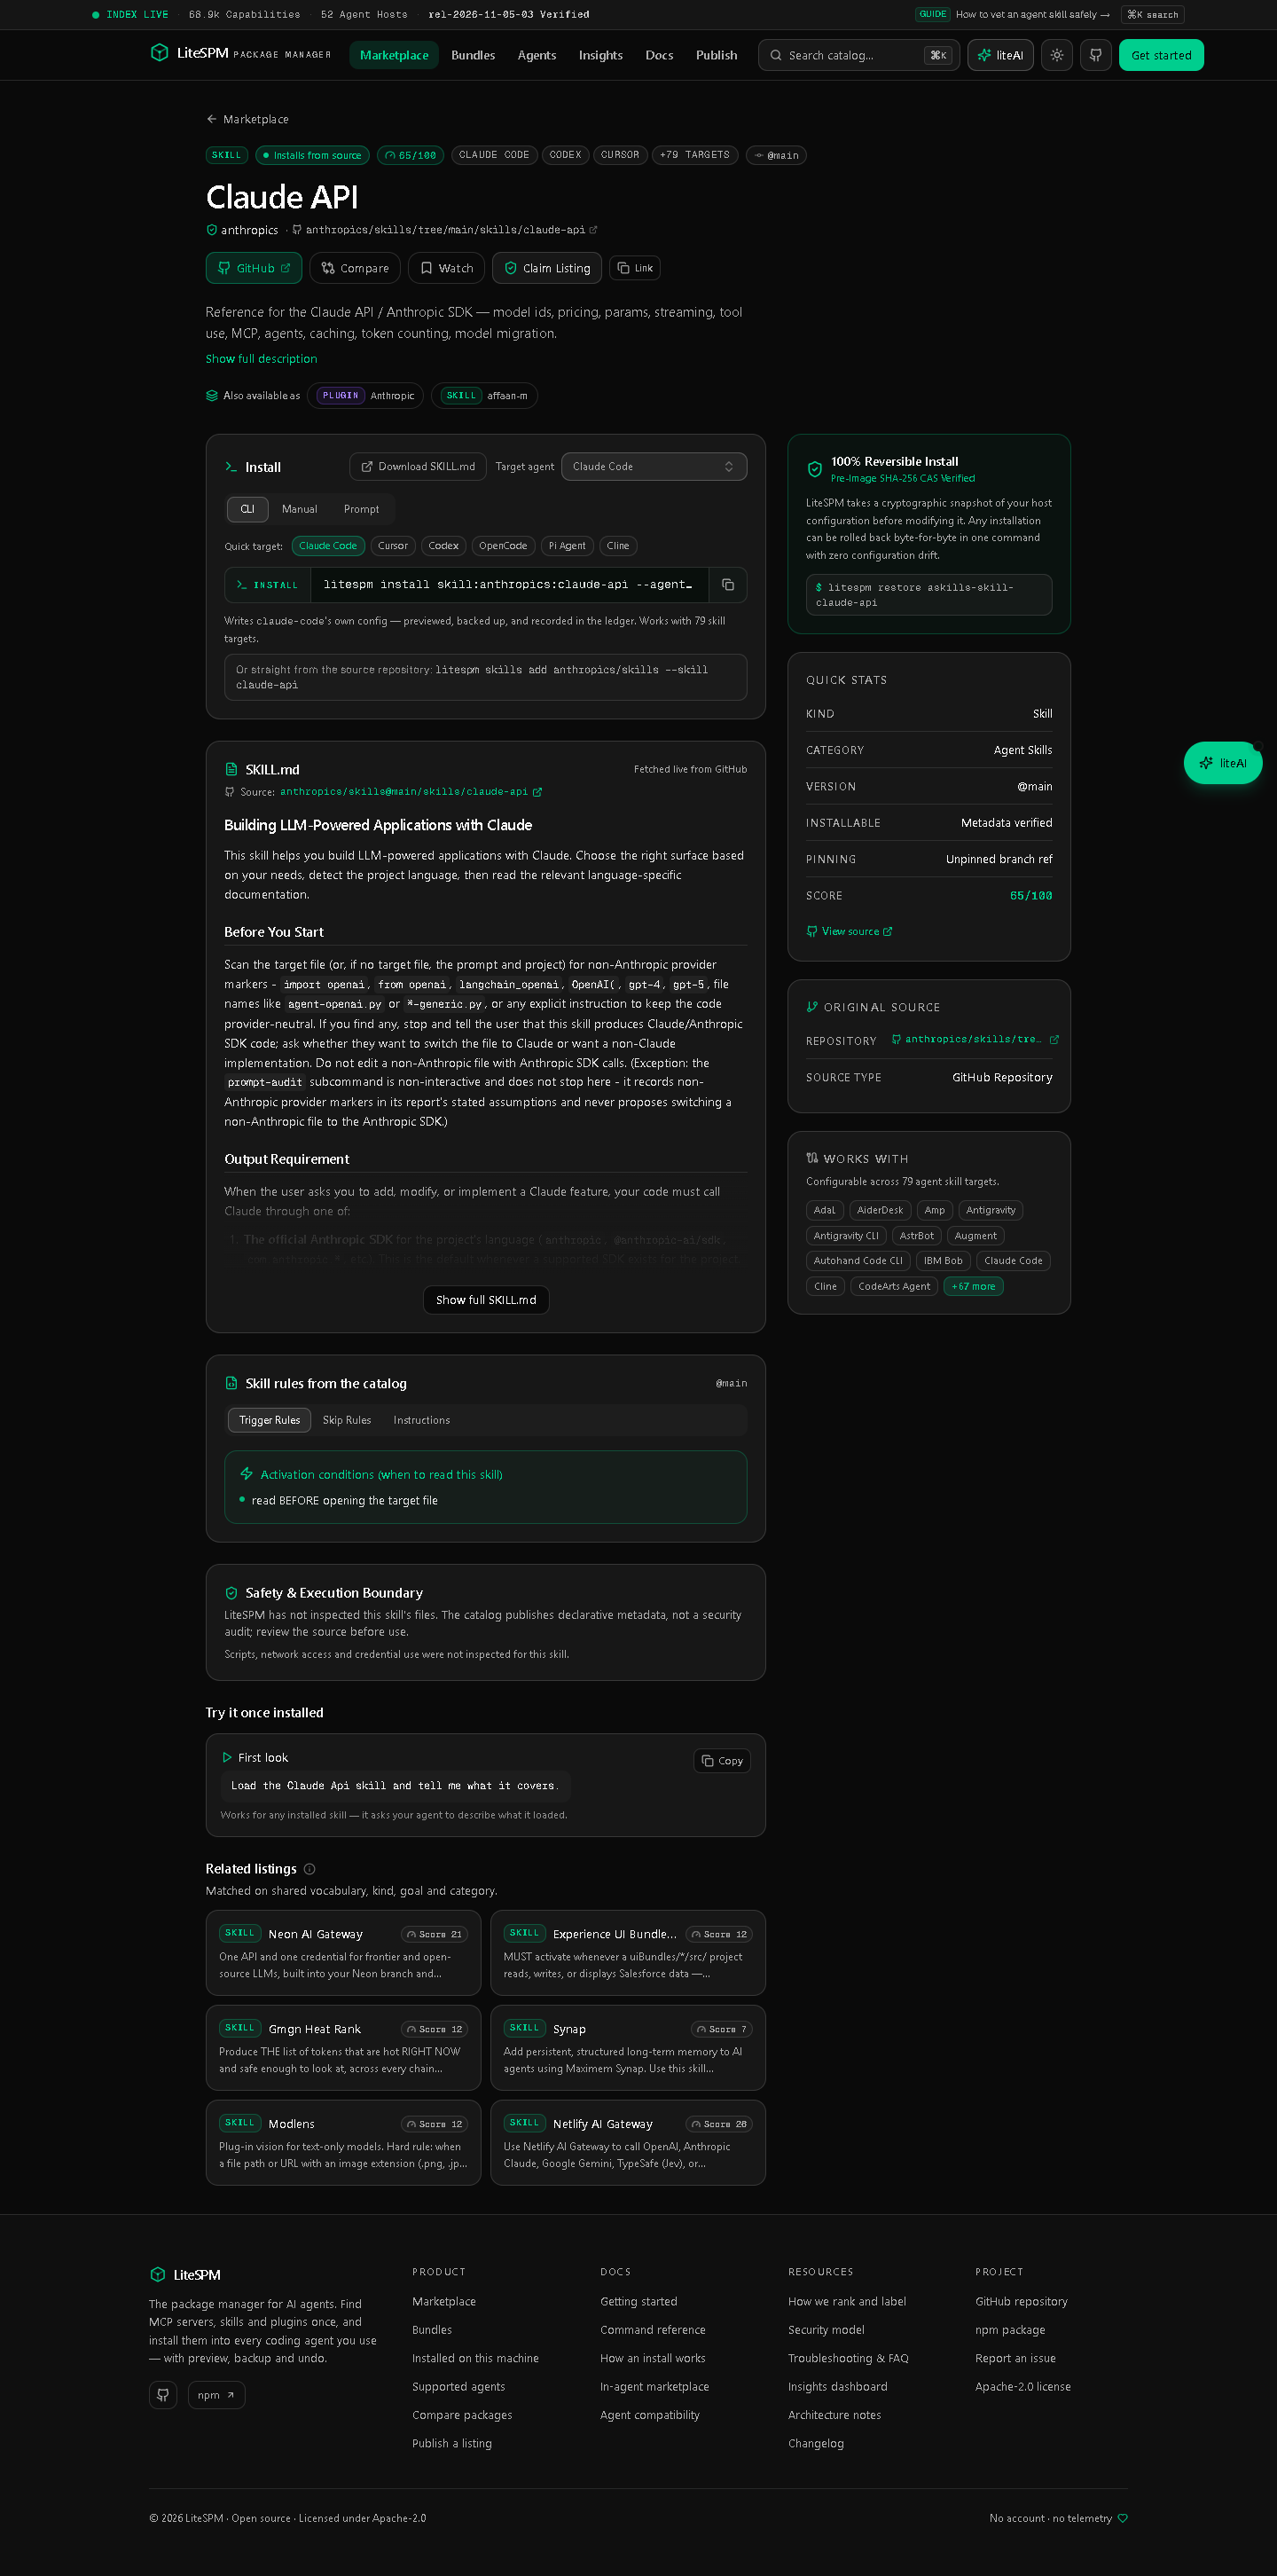 INDEX LIVE · 68.9k Capabilities · 52 Agent Hosts · rel-2026-11-05-03 Verified
GUIDE How to vet an agent skill safely → ⌘K search
LiteSPM PACKAGE MANAGER Marketplace Bundles Agents Insights Docs Publish Search catalog... ⌘K liteAI Get started
← Marketplace
SKILL Installs from source 65/100 CLAUDE CODE CODEX CURSOR +79 TARGETS @main
Claude API
anthropics · anthropics/skills/tree/main/skills/claude-api
GitHub Compare Watch Claim Listing Link
Reference for the Claude API / Anthropic SDK — model ids, pricing, params, streaming, tool
use, MCP, agents, caching, token counting, model migration.
Show full description
Also available as PLUGIN Anthropic SKILL affaan-m
Install Download SKILL.md Target agent Claude Code
CLI Manual Prompt
Quick target: Claude Code Cursor Codex OpenCode Pi Agent Cline
INSTALL litespm install skill:anthropics:claude-api --agent…
Writes claude-code's own config — previewed, backed up, and recorded in the ledger. Works with 79 skill
targets.
Or straight from the source repository: litespm skills add anthropics/skills --skill
claude-api
100% Reversible Install
Pre-Image SHA-256 CAS Verified
LiteSPM takes a cryptographic snapshot of your host
configuration before modifying it. Any installation
can be rolled back byte-for-byte in one command
with zero configuration drift.
$ litespm restore askills-skill-
claude-api
QUICK STATS
KIND Skill
CATEGORY Agent Skills
VERSION @main
INSTALLABLE Metadata verified
PINNING Unpinned branch ref
SCORE 65/100
View source
ORIGINAL SOURCE
REPOSITORY anthropics/skills/tre…
SOURCE TYPE GitHub Repository
WORKS WITH
Configurable across 79 agent skill targets.
AdaL AiderDesk Amp Antigravity
Antigravity CLI AstrBot Augment
Autohand Code CLI IBM Bob Claude Code
Cline CodeArts Agent +67 more
liteAI
SKILL.md Fetched live from GitHub
Source: anthropics/skills@main/skills/claude-api
Building LLM-Powered Applications with Claude
This skill helps you build LLM-powered applications with Claude. Choose the right surface based
on your needs, detect the project language, then read the relevant language-specific
documentation.
Before You Start
Scan the target file (or, if no target file, the prompt and project) for non-Anthropic provider
markers - import openai, from openai, langchain_openai, OpenAI(, gpt-4, gpt-5, file
names like agent-openai.py or *-generic.py, or any explicit instruction to keep the code
provider-neutral. If you find any, stop and tell the user that this skill produces Claude/Anthropic
SDK code; ask whether they want to switch the file to Claude or want a non-Claude
implementation. Do not edit a non-Anthropic file with Anthropic SDK calls. (Exception: the
prompt-audit subcommand is non-interactive and does not stop here - it records non-
Anthropic provider markers in its report's stated assumptions and never proposes switching a
non-Anthropic file to the Anthropic SDK.)
Output Requirement
When the user asks you to add, modify, or implement a Claude feature, your code must call
Claude through one of:
1. The official Anthropic SDK for the project's language (anthropic, @anthropic-ai/sdk,
com.anthropic.*, etc). This is the default whenever a supported SDK exists for the project.
Show full SKILL.md
Skill rules from the catalog @main
Trigger Rules Skip Rules Instructions
Activation conditions (when to read this skill)
read BEFORE opening the target file
Safety & Execution Boundary
LiteSPM has not inspected this skill's files. The catalog publishes declarative metadata, not a security
audit; review the source before use.
Scripts, network access and credential use were not inspected for this skill.
Try it once installed
First look Copy
Load the Claude Api skill and tell me what it covers.
Works for any installed skill — it asks your agent to describe what it loaded.
Related listings
Matched on shared vocabulary, kind, goal and category.
SKILL Neon AI Gateway Score 21
One API and one credential for frontier and open-
source LLMs, built into your Neon branch and…
SKILL Experience UI Bundle… Score 12
MUST activate whenever a uiBundles/*/src/ project
reads, writes, or displays Salesforce data —…
SKILL Gmgn Heat Rank Score 12
Produce THE list of tokens that are hot RIGHT NOW
and safe enough to look at, across every chain…
SKILL Synap Score 7
Add persistent, structured long-term memory to AI
agents using Maximem Synap. Use this skill…
SKILL Modlens Score 12
Plug-in vision for text-only models. Hard rule: when
a file path or URL with an image extension (.png, .jp…
SKILL Netlify AI Gateway Score 28
Use Netlify AI Gateway to call OpenAI, Anthropic
Claude, Google Gemini, TypeSafe (Jev), or…
LiteSPM
The package manager for AI agents. Find
MCP servers, skills and plugins once, and
install them into every coding agent you use
— with preview, backup and undo.
npm
PRODUCT
Marketplace
Bundles
Installed on this machine
Supported agents
Compare packages
Publish a listing
DOCS
Getting started
Command reference
How an install works
In-agent marketplace
Agent compatibility
RESOURCES
How we rank and label
Security model
Troubleshooting & FAQ
Insights dashboard
Architecture notes
Changelog
PROJECT
GitHub repository
npm package
Report an issue
Apache-2.0 license
© 2026 LiteSPM · Open source · Licensed under Apache-2.0
No account · no telemetry